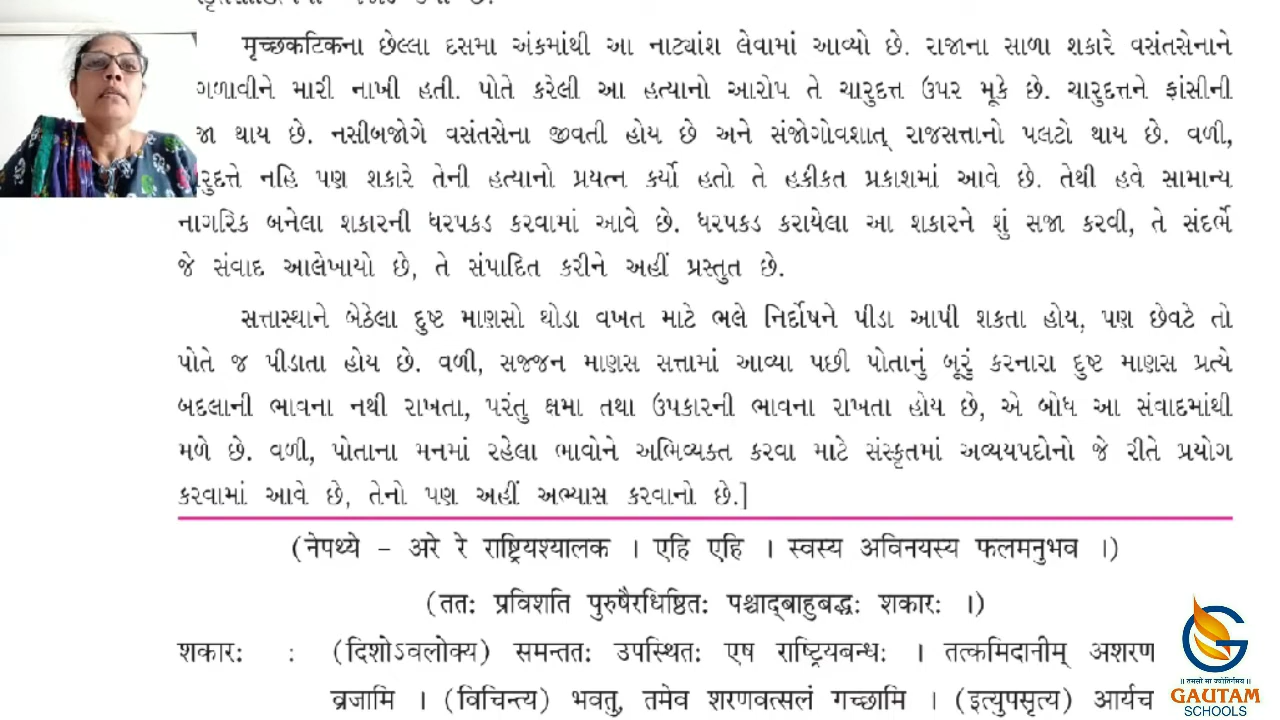 મૃચ્છકટિકના છેલ્લા દસમા અંકમાંથી આ નાટ્યાંશ લેવામાં આવ્યો છે. રાજાના સાળા શકારે વસંતસેનાને
ગળાવીને મારી નાખી હતી. પોતે કરેલી આ હત્યાનો આરોપ તે ચારુદત્ત ઉપર મૂકે છે. ચારુદત્તને ફાંસીની
થાય છે. નસીબજોગે વસંતસેના જીવતી હોય છે અને સંજોગોવશાત્ રાજસત્તાનો પલટો થાય છે. વળી,
નહિ પણ શકારે તેની હત્યાનો પ્રયત્ન કર્યો હતો તે હકીકત પ્રકાશમાં આવે છે. તેથી હવે સામાન્ય
નાગરિક બનેલા શકારની ધરપકડ કરવામાં આવે છે. ધરપકડ કરાયેલા આ શકારને શું સજા કરવી, તે સંદર્ભે
જે સંવાદ આલેખાયો છે, તે સંપાદિત કરીને અહીં પ્રસ્તુત છે.
સત્તાસ્થાને બેઠેલા દુષ્ટ માણસો થોડા વખત માટે ભલે નિર્દોષને પીડા આપી શકતા હોય, પણ છેવટે તો
પોતે જ પીડાતા હોય છે. વળી, સજ્જન માણસ સત્તામાં આવ્યા પછી પોતાનું બૂરું કરનારા દુષ્ટ માણસ પ્રત્યે
બદલાની ભાવના નથી રાખતા, પરંતુ ક્ષમા તથા ઉપકારની ભાવના રાખતા હોય છે, એ બોધ આ સંવાદમાંથી
મળે છે. વળી, પોતાના મનમાં રહેલા ભાવોને અભિવ્યક્ત કરવા માટે સંસ્કૃતમાં અવ્યયપદોનો જે રીતે પ્રયોગ
કરવામાં આવે છે, તેનો પણ અહીં અભ્યાસ કરવાનો છે.]
(નેપથ્યે – अरे रे राष्ट्रियश्यालक । एहि एहि । स्वस्य अविनयस्य फलमनुभव ।)
(ततः प्रविशति पुरुषैरधिष्ठितः पश्चाद्बाहुबद्धः शकारः ।)
शकारः : (दिशोऽवलोक्य) समन्ततः उपस्थितः एष राष्ट्रियबन्धः । तत्कमिदानीम् अशरण
व्रजामि । (विचिन्त्य) भवतु, तमेव शरणवत्सलं गच्छामि । (इत्युपसृत्य) आर्यच
॥ तमसो मा ज्योतिर्गमय ॥
GAUTAM
SCHOOLS